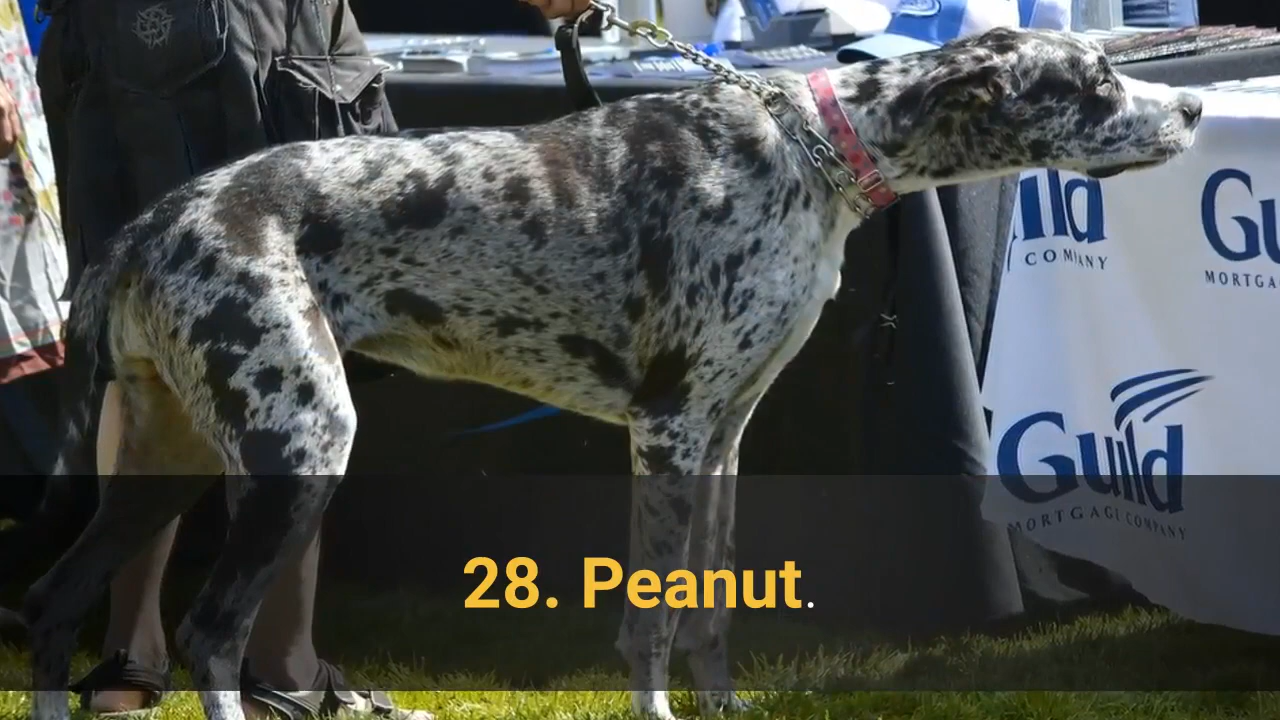 Guild
COMPANY
Gu
MORTGA
Guild
MORTGAGE COMPANY
28. Peanut.